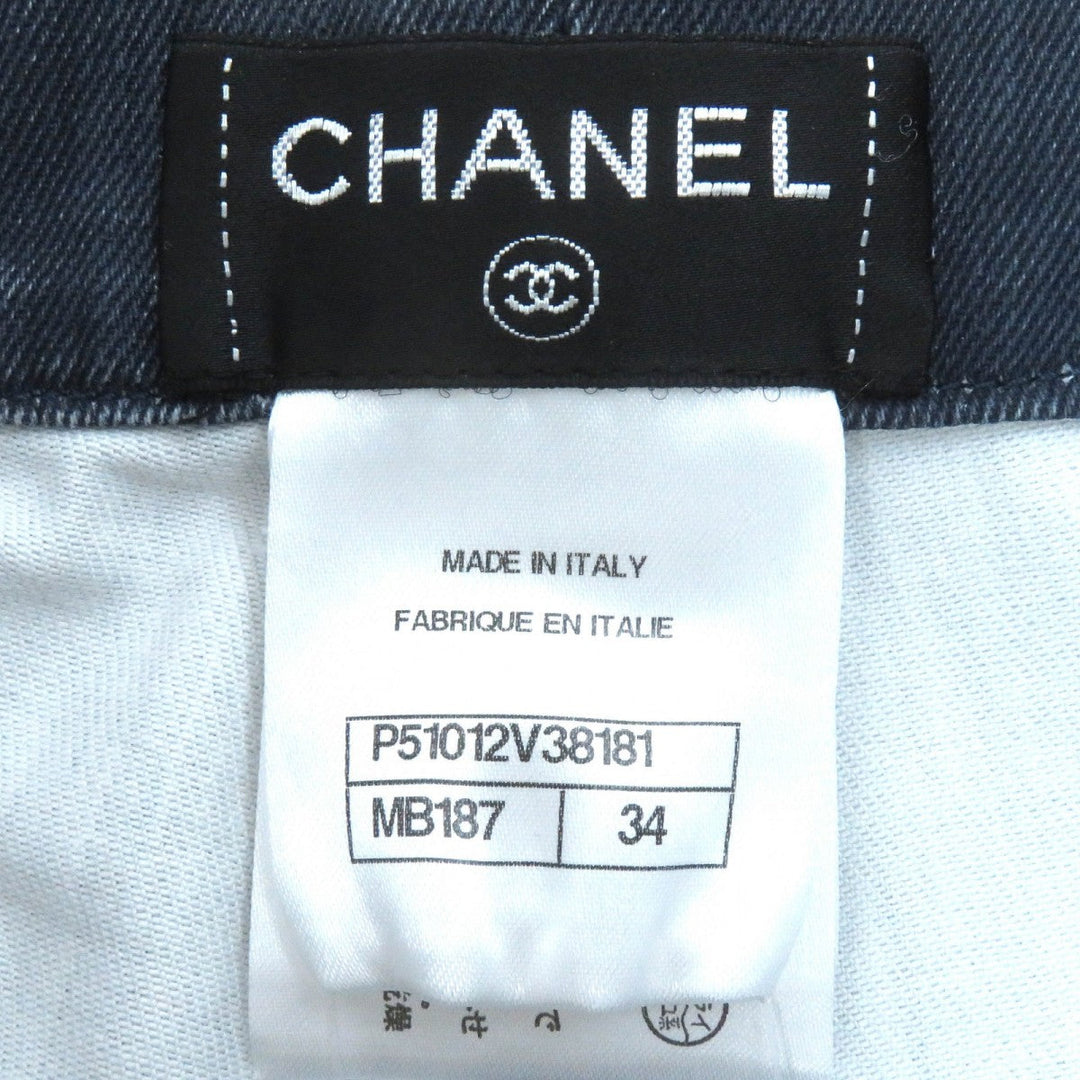 CHANEL
MADE IN ITALY
FABRIQUE EN ITALIE
P51012V38181
MB187 34